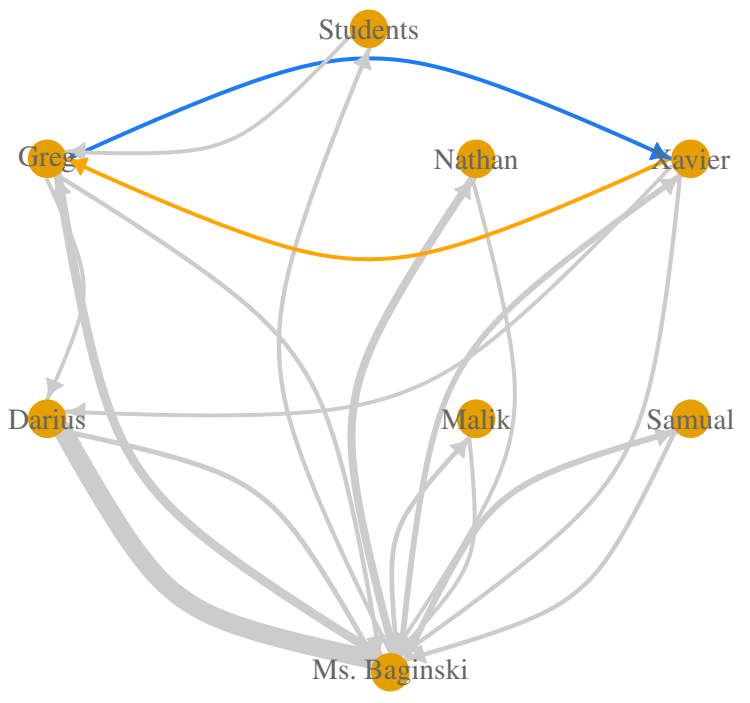 Students
Greg
Nathan
Xavier
Darius
Malik
Samual
Ms. Baginski